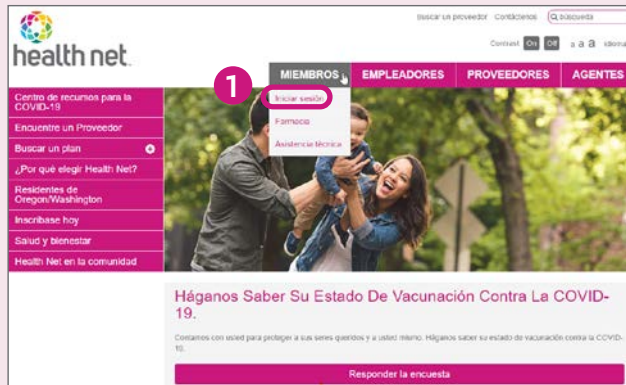 Buscar un proveedor Contáctenos búsqueda
Contrast On Off a a a Idioma
health net
MIEMBROS EMPLEADORES PROVEEDORES AGENTES
1
Iniciar sesión
Farmacia
Asistencia técnica
Centro de recursos para la
COVID-19
Encuentre un Proveedor
Buscar un plan
¿Por qué elegir Health Net?
Residentes de
Oregon/Washington
Inscríbase hoy
Salud y bienestar
Health Net en la comunidad
Háganos Saber Su Estado De Vacunación Contra La COVID-
19.
Contamos con usted para proteger a sus seres queridos y a usted mismo. Háganos saber su estado de vacunación contra la COVID-
19.
Responder la encuesta